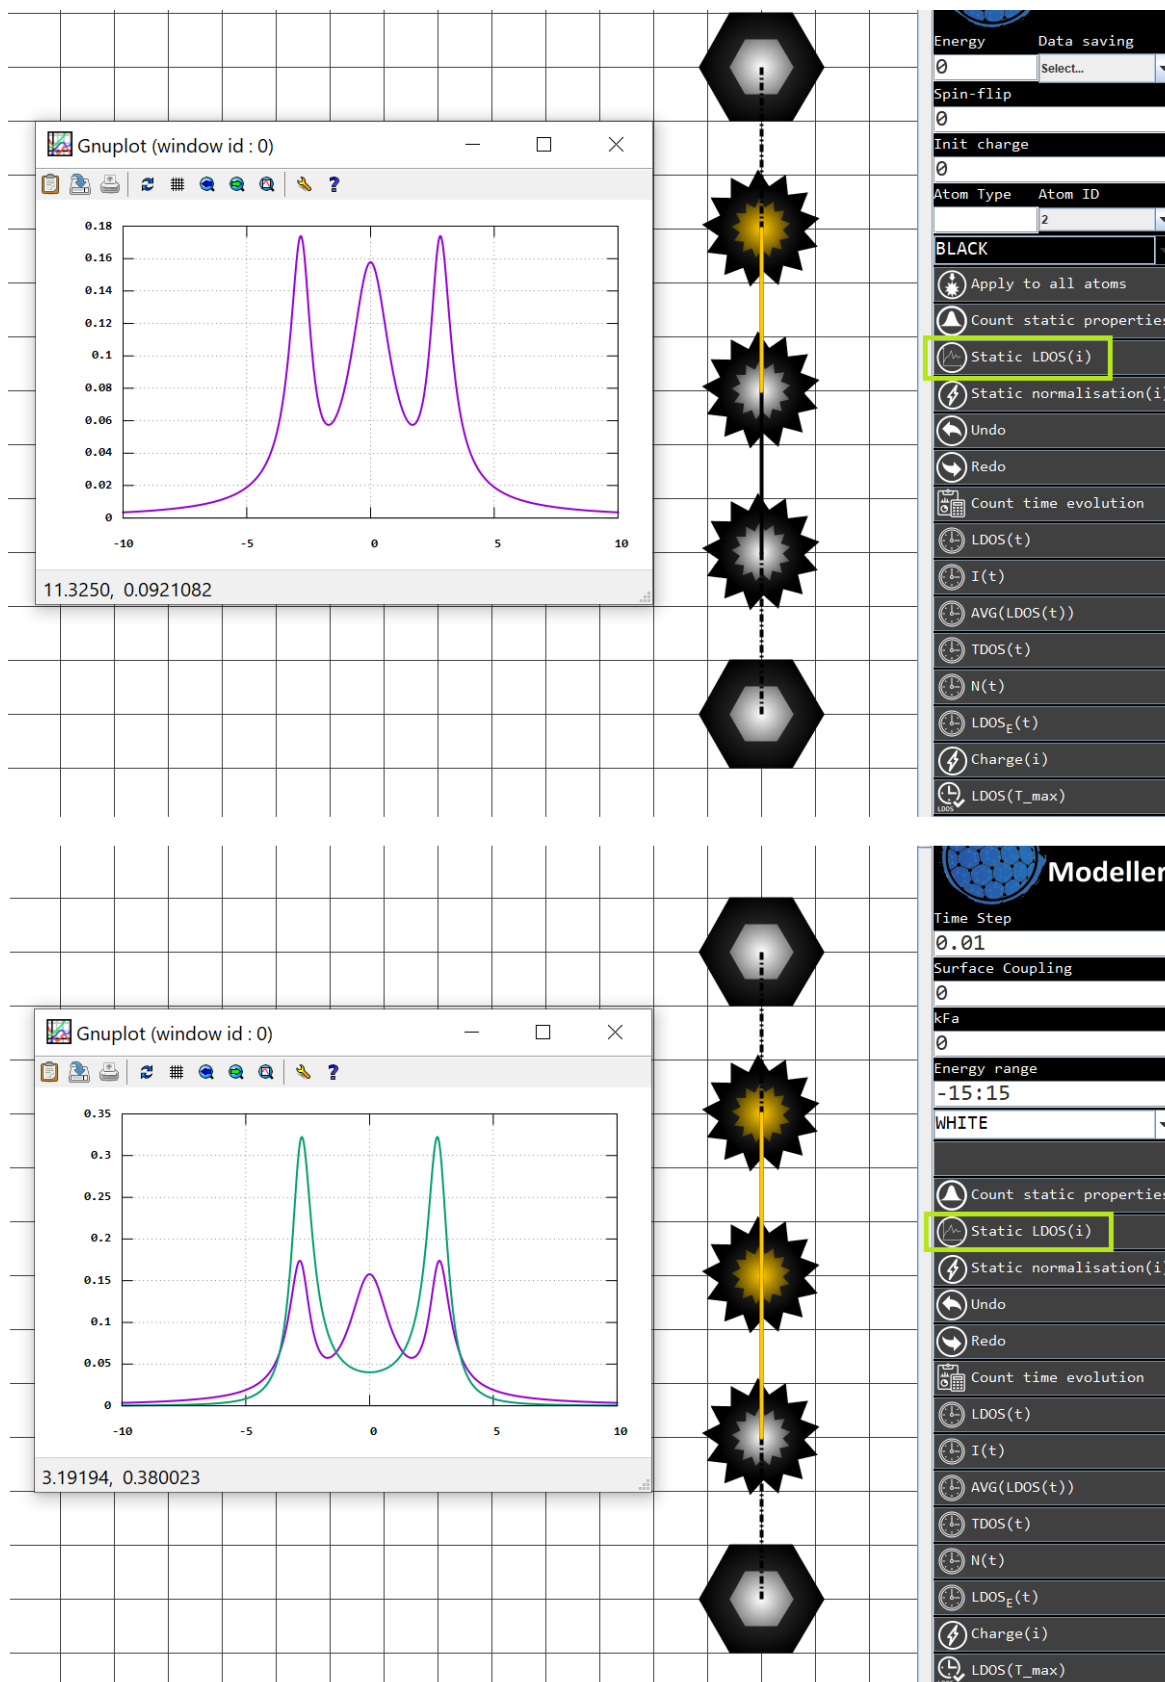 Energy Data saving
0 Select...
Spin-flip
0
Init charge
0
Atom Type Atom ID
2
BLACK
Apply to all atoms
Count static properties
Static LDOS(i)
Static normalisation(i)
Undo
Redo
Count time evolution
LDOS(t)
I(t)
AVG(LDOS(t))
TDOS(t)
N(t)
LDOS_E(t)
Charge(i)
LDOS LDOS(T_max)
Gnuplot (window id : 0)
0.18
0.16
0.14
0.12
0.1
0.08
0.06
0.04
0.02
0
-10 -5 0 5 10
11.3250, 0.0921082
Modeller
Time Step
0.01
Surface Coupling
0
kFa
0
Energy range
-15:15
WHITE
Count static properties
Static LDOS(i)
Static normalisation(i)
Undo
Redo
Count time evolution
LDOS(t)
I(t)
AVG(LDOS(t))
TDOS(t)
N(t)
LDOS_E(t)
Charge(i)
LDOS(T_max)
Gnuplot (window id : 0)
0.35
0.3
0.25
0.2
0.15
0.1
0.05
0
-10 -5 0 5 10
3.19194, 0.380023